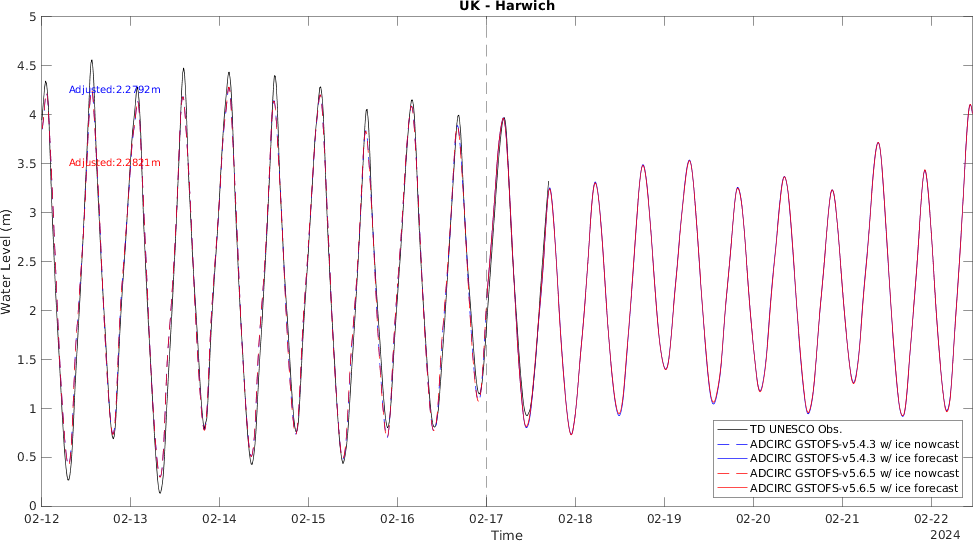 UK - Harwich
5
4.5
4
3.5
3
2.5
2
1.5
1
0.5
0
Water Level (m)
Adjusted:2.2792m
Adjusted:2.2821m
TD UNESCO Obs.
ADCIRC GSTOFS-v5.4.3 w/ ice nowcast
ADCIRC GSTOFS-v5.4.3 w/ ice forecast
ADCIRC GSTOFS-v5.6.5 w/ ice nowcast
ADCIRC GSTOFS-v5.6.5 w/ ice forecast
02-12 02-13 02-14 02-15 02-16 02-17 02-18 02-19 02-20 02-21 02-22
Time
2024